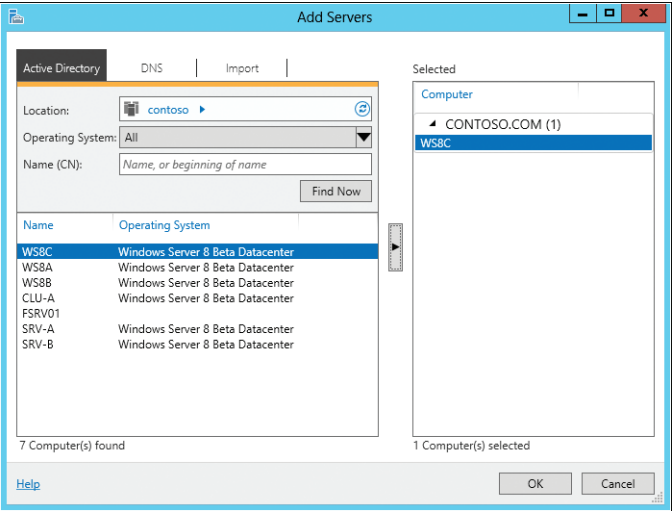 Add Servers
Active Directory
DNS
Import
Location:
contoso
Operating System:
All
Name (CN):
Name, or beginning of name
Find Now
Name Operating System
WS8C Windows Server 8 Beta Datacenter
WS8A Windows Server 8 Beta Datacenter
WS8B Windows Server 8 Beta Datacenter
CLU-A Windows Server 8 Beta Datacenter
FSRV01
SRV-A Windows Server 8 Beta Datacenter
SRV-B Windows Server 8 Beta Datacenter
7 Computer(s) found
Selected
Computer
CONTOSO.COM (1)
WS8C
1 Computer(s) selected
Help
OK
Cancel